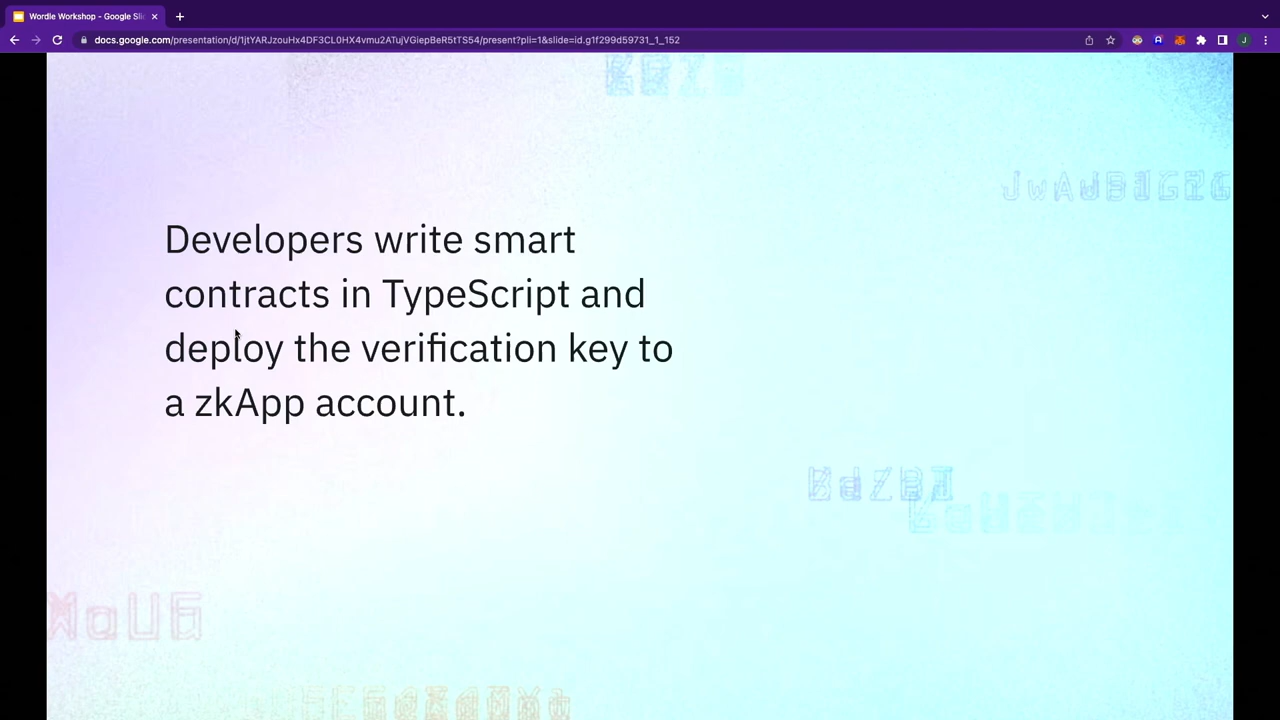 Wordle Workshop - Google Sli
docs.google.com/presentation/d/1jtYARJzouHx4DF3CL0HX4vmu2ATujVGiepBeR5tTS54/present?pli=1&slide=id.g1f299d59731_1_152
JwAJB1G2G
Developers write smart
contracts in TypeScript and
deploy the verification key to
a zkApp account.